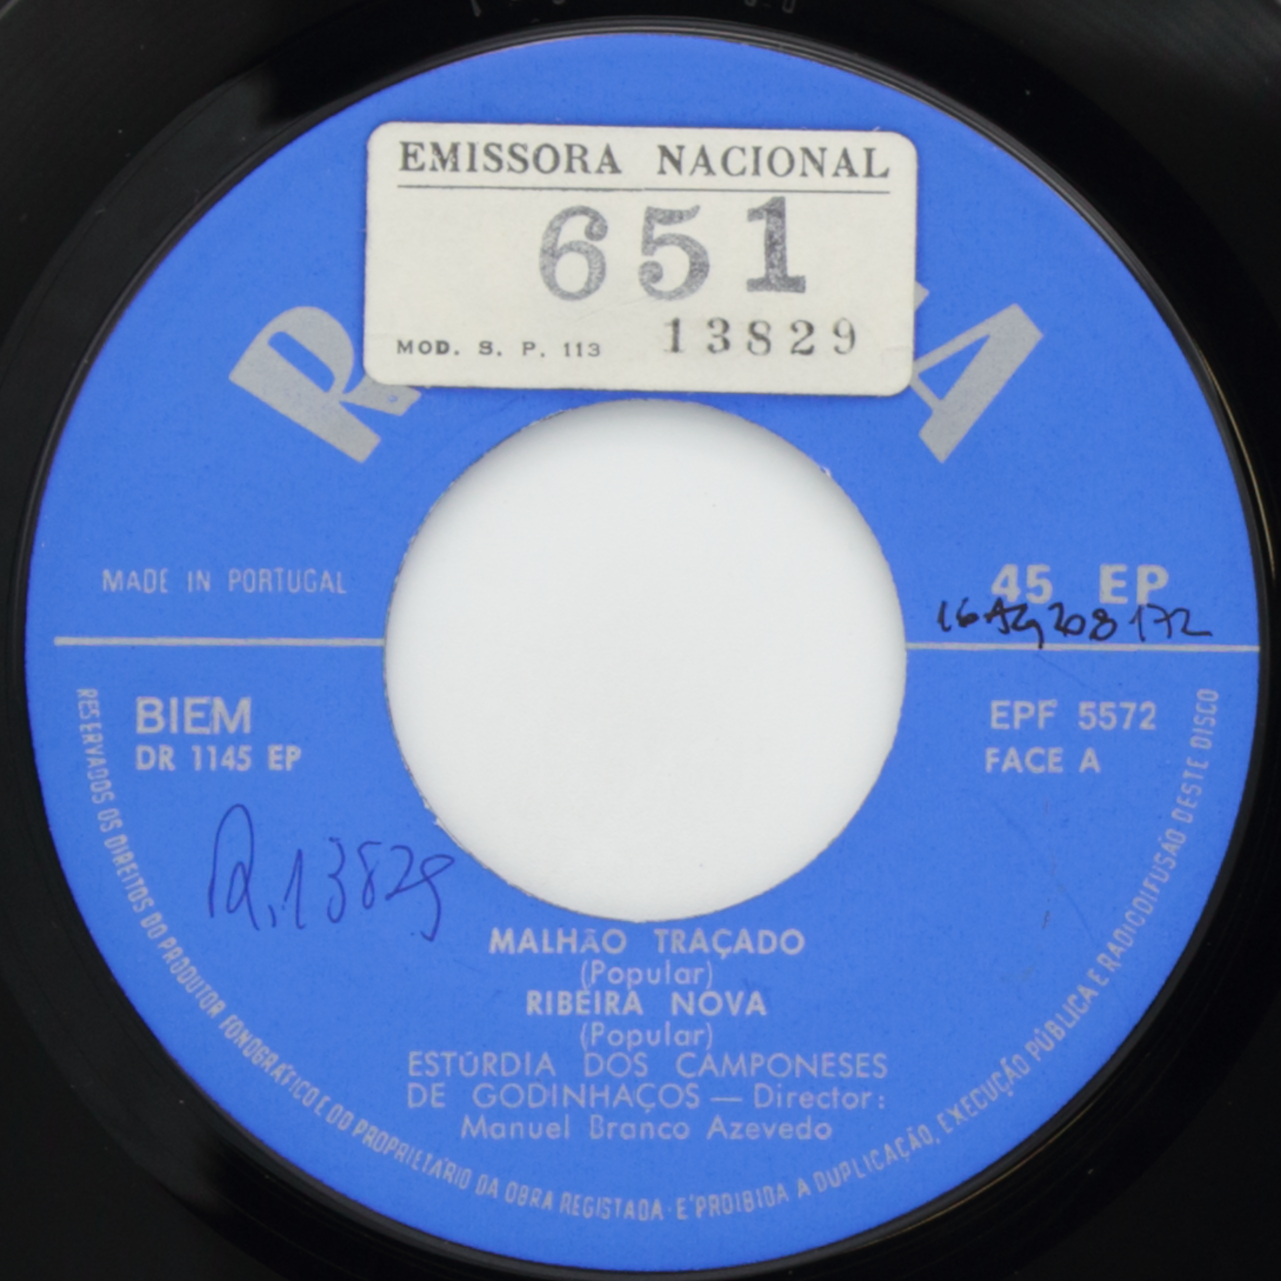 EMISSORA NACIONAL
651
MOD. S. P. 113 13829
MADE IN PORTUGAL
45 EP
BIEM
DR 1145 EP
EPF 5572
FACE A
R.13829
MALHÃO TRAÇADO
(Popular)
RIBEIRA NOVA
(Popular)
ESTÚRDIA DOS CAMPONESES
DE GODINHAÇOS — Director:
Manuel Branco Azevedo
RESERVADOS OS DIREITOS DO PRODUTOR FONOGRÁFICO E DO PROPRIETÁRIO DA OBRA REGISTADA · E'PROIBIDA A DUPLICAÇÃO, EXECUÇÃO PÚBLICA E RADIODIFUSÃO DESTE DISCO